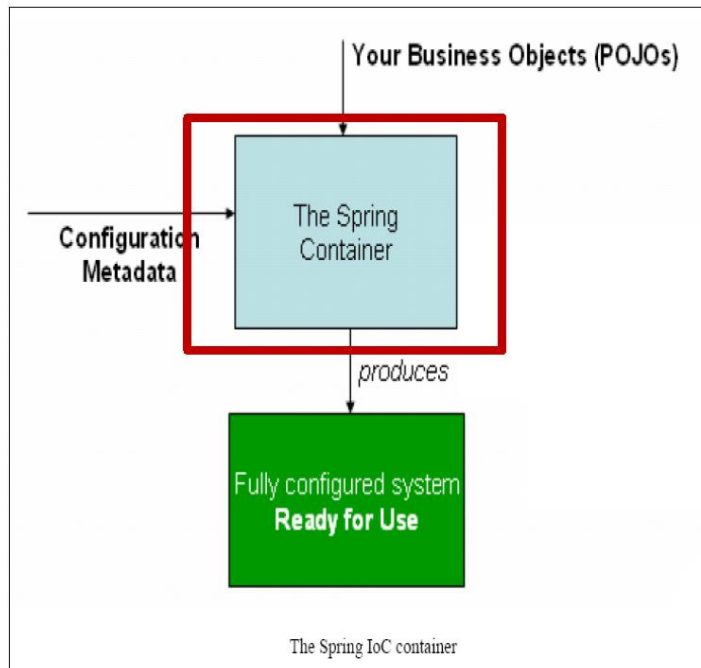 Your Business Objects (POJOs)
The Spring
Container
Configuration
Metadata
produces
Fully configured system
Ready for Use
The Spring IoC container